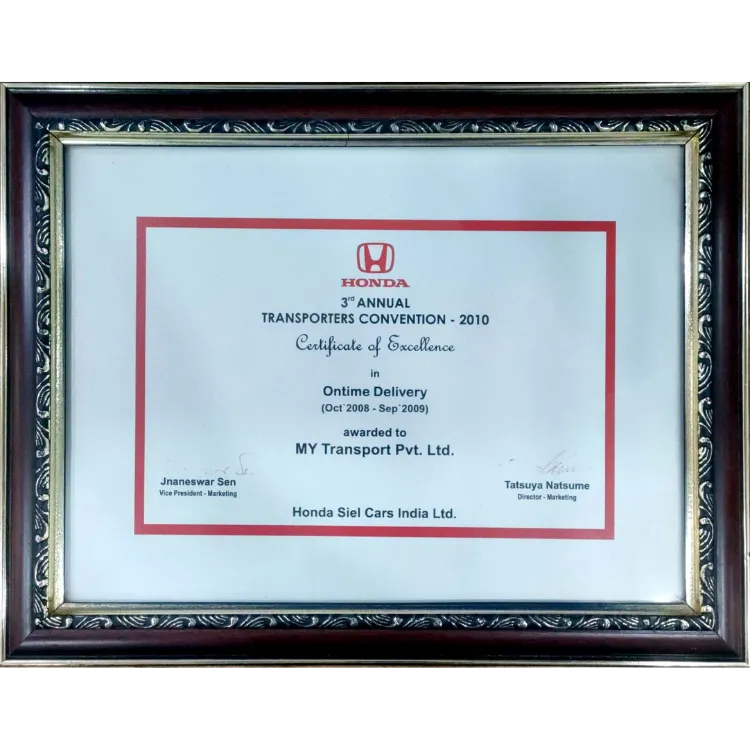 HONDA
3rd ANNUAL
TRANSPORTERS CONVENTION - 2010
Certificate of Excellence
in
Ontime Delivery
(Oct`2008 - Sep`2009)
awarded to
MY Transport Pvt. Ltd.
Jnaneswar Sen
Vice President - Marketing
Tatsuya Natsume
Director - Marketing
Honda Siel Cars India Ltd.